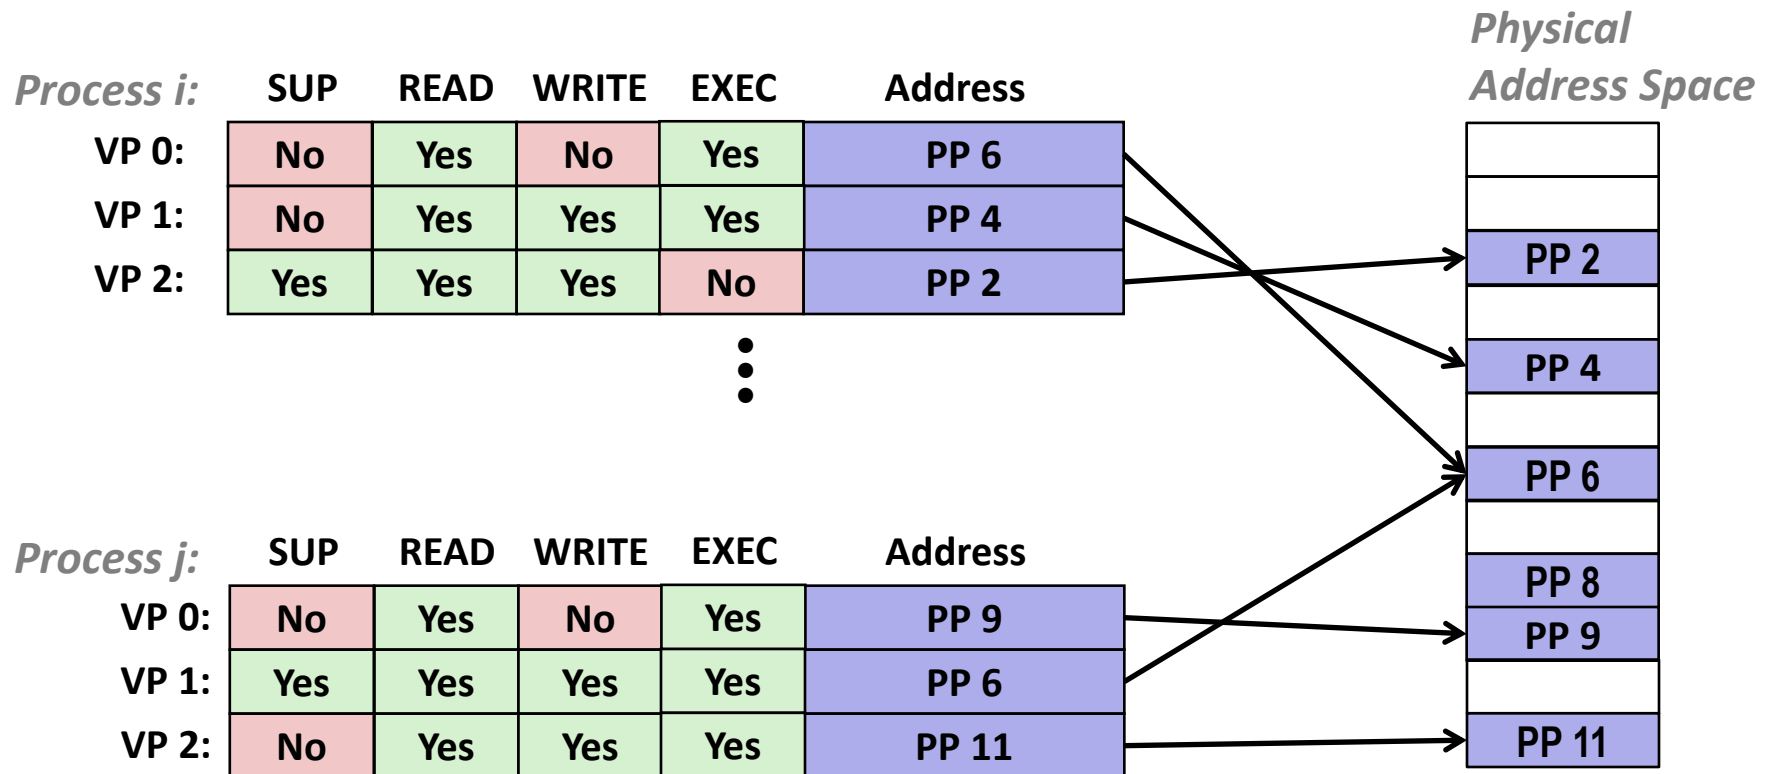 Physical
Address Space
Process i: SUP READ WRITE EXEC Address
VP 0: No Yes No Yes PP 6
VP 1: No Yes Yes Yes PP 4
VP 2: Yes Yes Yes No PP 2
PP 2
PP 4
PP 6
PP 8
PP 9
PP 11
Process j: SUP READ WRITE EXEC Address
VP 0: No Yes No Yes PP 9
VP 1: Yes Yes Yes Yes PP 6
VP 2: No Yes Yes Yes PP 11